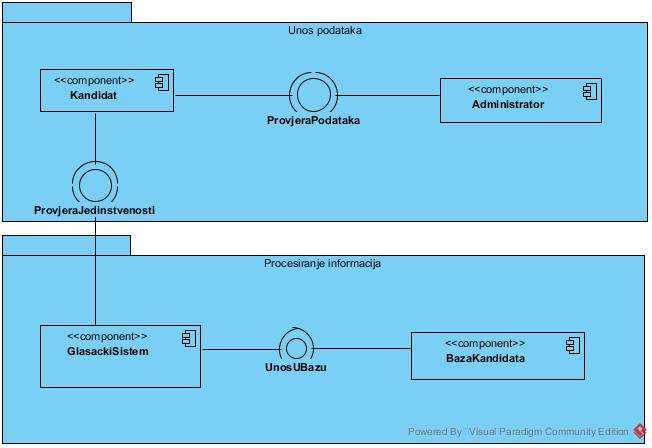 Unos podataka
<<component>>
Kandidat
<<component>>
Administrator
ProvjeraPodataka
ProvjeraJedinstvenosti
Procesiranje informacija
<<component>>
GlasackiSistem
<<component>>
BazaKandidata
UnosUBazu
Powered By ¨Visual Paradigm Community Edition